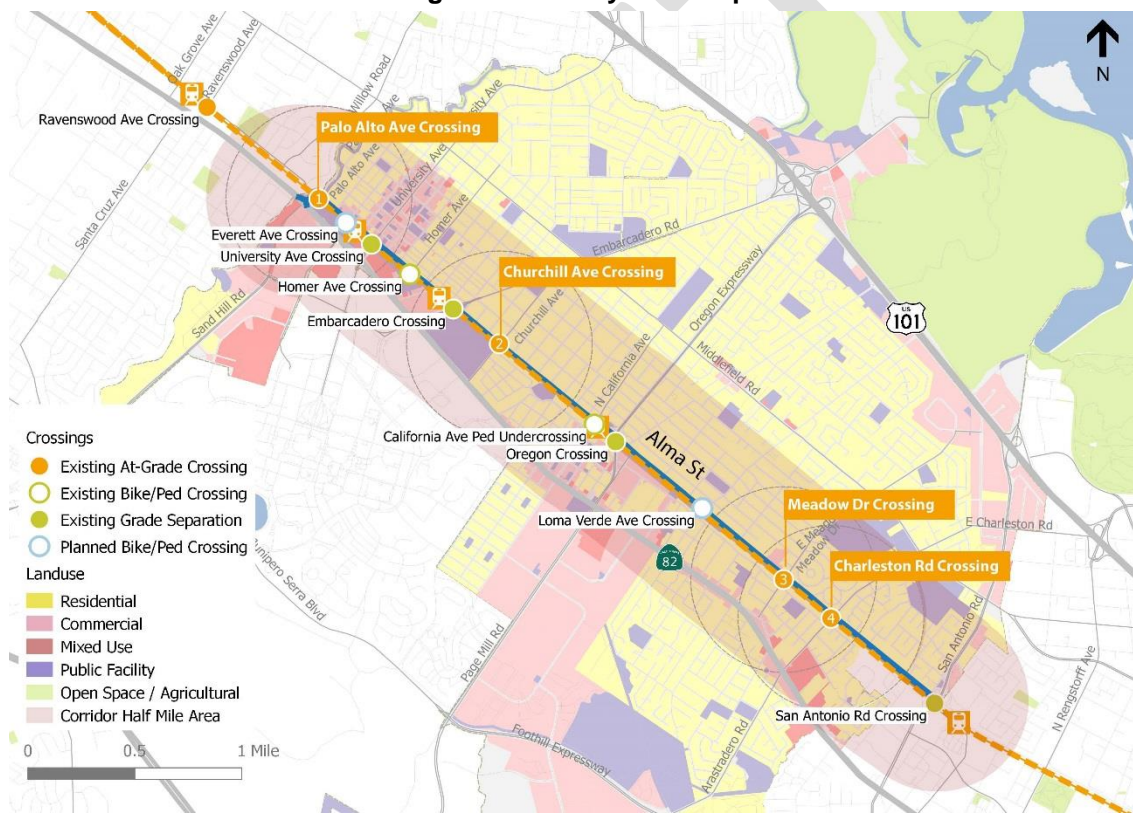 Oak Grove Ave
Ravenswood Ave
Willow Road
University Ave
N
Ravenswood Ave Crossing
Palo Alto Ave Crossing
Santa Cruz Ave
1
Palo Alto Ave
University Ave
Homer Ave
Everett Ave Crossing
University Ave Crossing
Embarcadero Rd
Homer Ave Crossing
Churchill Ave Crossing
Oregon Expressway
Sand Hill Rd
Embarcadero Crossing
Churchill Ave
2
US
101
Middlefield Rd
N California Ave
Crossings
California Ave Ped Undercrossing
Oregon Crossing
Alma St
Existing At-Grade Crossing
Existing Bike/Ped Crossing
Existing Grade Separation
Planned Bike/Ped Crossing
Loma Verde Ave Crossing
Meadow Dr Crossing
E Charleston Rd
E Meadow
Meadow Dr
82
Charleston Rd Crossing
3
4
Junipero Serra Blvd
Landuse
Residential
Commercial
Mixed Use
Public Facility
Open Space / Agricultural
Corridor Half Mile Area
Page Mill Rd
San Antonio Rd
N Rengstorff Ave
San Antonio Rd Crossing
Foothill Expressway
Arastradero Rd
0 0.5 1 Mile